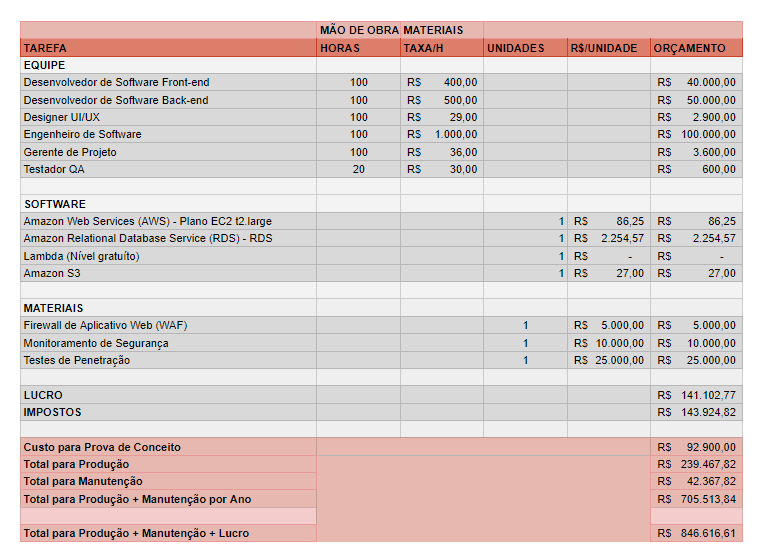 MÃO DE OBRA MATERIAIS
TAREFA HORAS TAXA/H UNIDADES R$/UNIDADE ORÇAMENTO
EQUIPE
Desenvolvedor de Software Front-end 100 R$ 400,00 R$ 40.000,00
Desenvolvedor de Software Back-end 100 R$ 500,00 R$ 50.000,00
Designer UI/UX 100 R$ 29,00 R$ 2.900,00
Engenheiro de Software 100 R$ 1.000,00 R$ 100.000,00
Gerente de Projeto 100 R$ 36,00 R$ 3.600,00
Testador QA 20 R$ 30,00 R$ 600,00
SOFTWARE
Amazon Web Services (AWS) - Plano EC2 t2.large 1 R$ 86,25 R$ 86,25
Amazon Relational Database Service (RDS) - RDS 1 R$ 2.254,57 R$ 2.254,57
Lambda (Nível gratuíto) 1 R$ - R$ -
Amazon S3 1 R$ 27,00 R$ 27,00
MATERIAIS
Firewall de Aplicativo Web (WAF) 1 R$ 5.000,00 R$ 5.000,00
Monitoramento de Segurança 1 R$ 10.000,00 R$ 10.000,00
Testes de Penetração 1 R$ 25.000,00 R$ 25.000,00
LUCRO R$ 141.102,77
IMPOSTOS R$ 143.924,82
Custo para Prova de Conceito R$ 92.900,00
Total para Produção R$ 239.467,82
Total para Manutenção R$ 42.367,82
Total para Produção + Manutenção por Ano R$ 705.513,84
Total para Produção + Manutenção + Lucro R$ 846.616,61